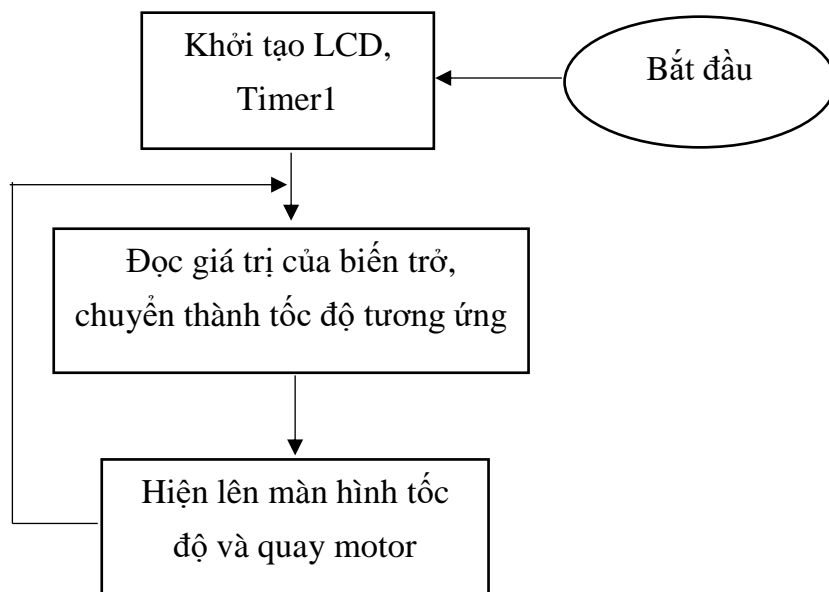 Khởi tạo LCD,
Timer1
Bắt đầu
Đọc giá trị của biến trở,
chuyển thành tốc độ tương ứng
Hiện lên màn hình tốc
độ và quay motor